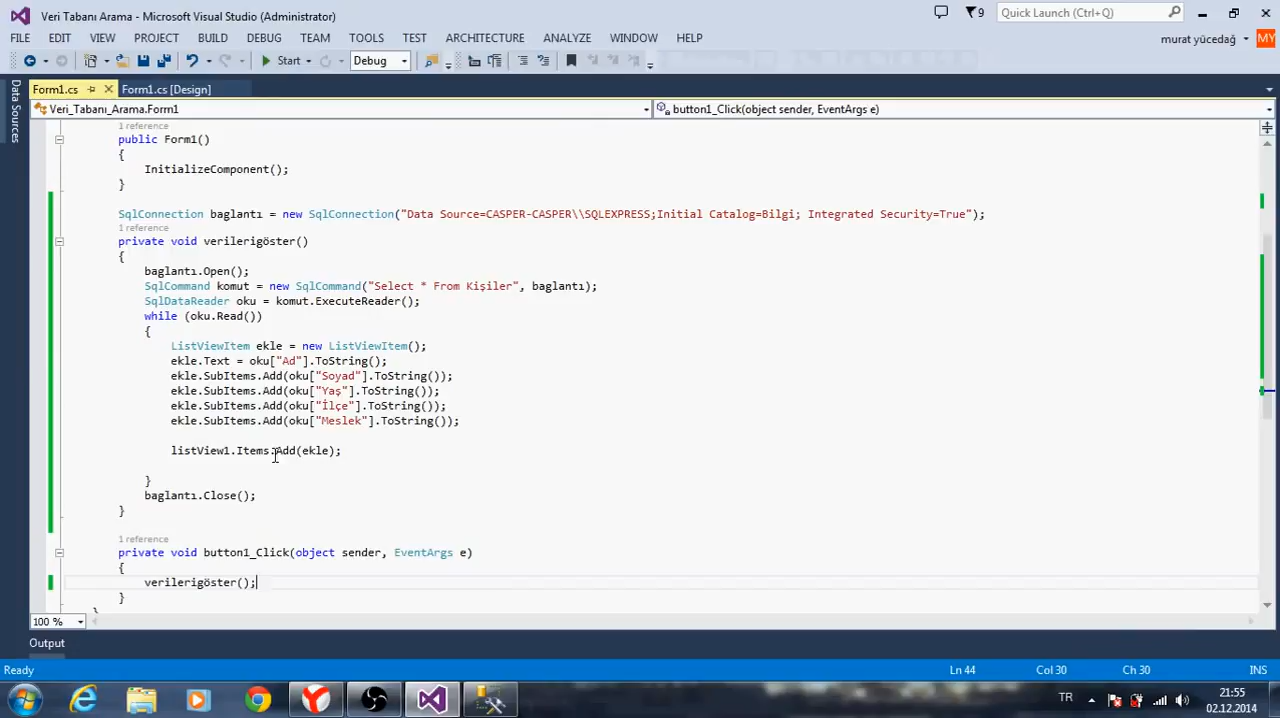 Veri Tabanı Arama - Microsoft Visual Studio (Administrator)
9
Quick Launch (Ctrl+Q)
FILE EDIT VIEW PROJECT BUILD DEBUG TEAM TOOLS TEST ARCHITECTURE ANALYZE WINDOW HELP
murat yücedağ
MY
Start
Debug
Data Sources
Form1.cs
Form1.cs [Design]
Veri_Tabanı_Arama.Form1
button1_Click(object sender, EventArgs e)
1 reference
public Form1()
{
InitializeComponent();
}
SqlConnection baglantı = new SqlConnection("Data Source=CASPER-CASPER\\SQLEXPRESS;Initial Catalog=Bilgi; Integrated Security=True");
1 reference
private void verilerigöster()
{
baglantı.Open();
SqlCommand komut = new SqlCommand("Select * From Kişiler", baglantı);
SqlDataReader oku = komut.ExecuteReader();
while (oku.Read())
{
ListViewItem ekle = new ListViewItem();
ekle.Text = oku["Ad"].ToString();
ekle.SubItems.Add(oku["Soyad"].ToString());
ekle.SubItems.Add(oku["Yaş"].ToString());
ekle.SubItems.Add(oku["İlçe"].ToString());
ekle.SubItems.Add(oku["Meslek"].ToString());
listView1.Items.Add(ekle);
}
baglantı.Close();
}
1 reference
private void button1_Click(object sender, EventArgs e)
{
verilerigöster();
}
}
100 %
Output
Ready
Ln 44
Col 30
Ch 30
INS
TR
21:55
02.12.2014